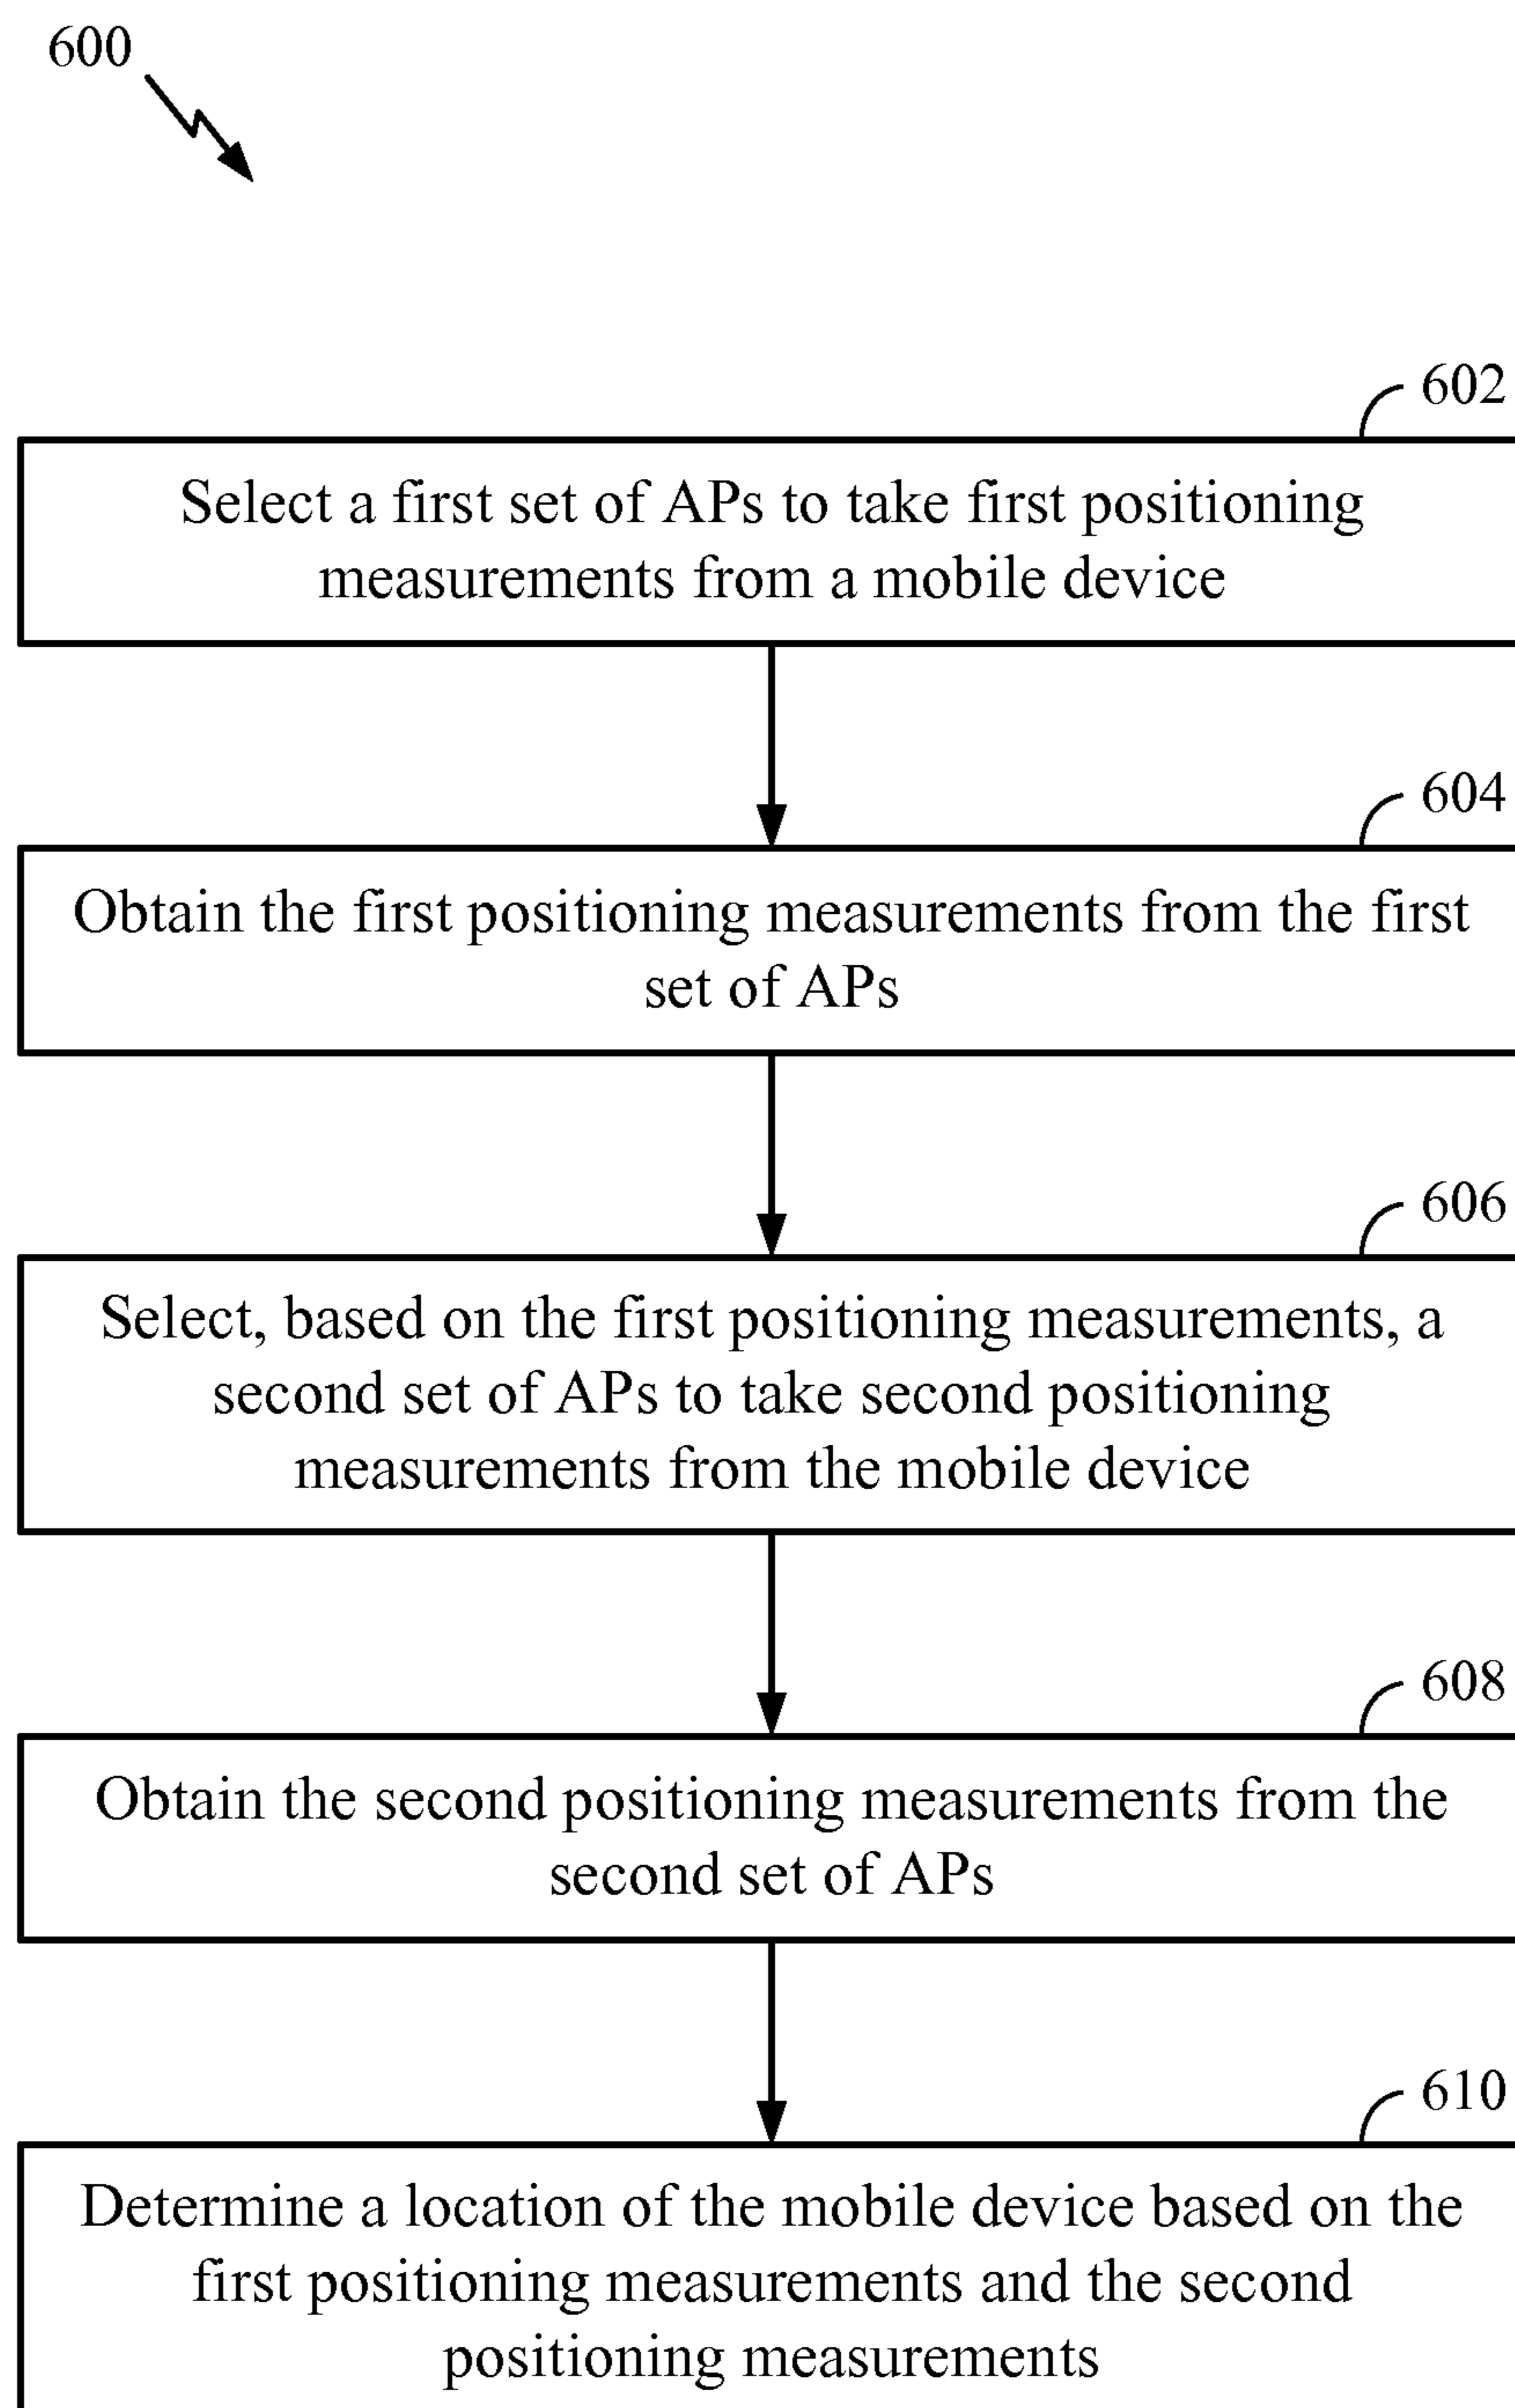 600
602
Select a first set of APs to take first positioning
measurements from a mobile device
604
Obtain the first positioning measurements from the first
set of APs
606
Select, based on the first positioning measurements, a
second set of APs to take second positioning
measurements from the mobile device
608
Obtain the second positioning measurements from the
second set of APs
610
Determine a location of the mobile device based on the
first positioning measurements and the second
positioning measurements